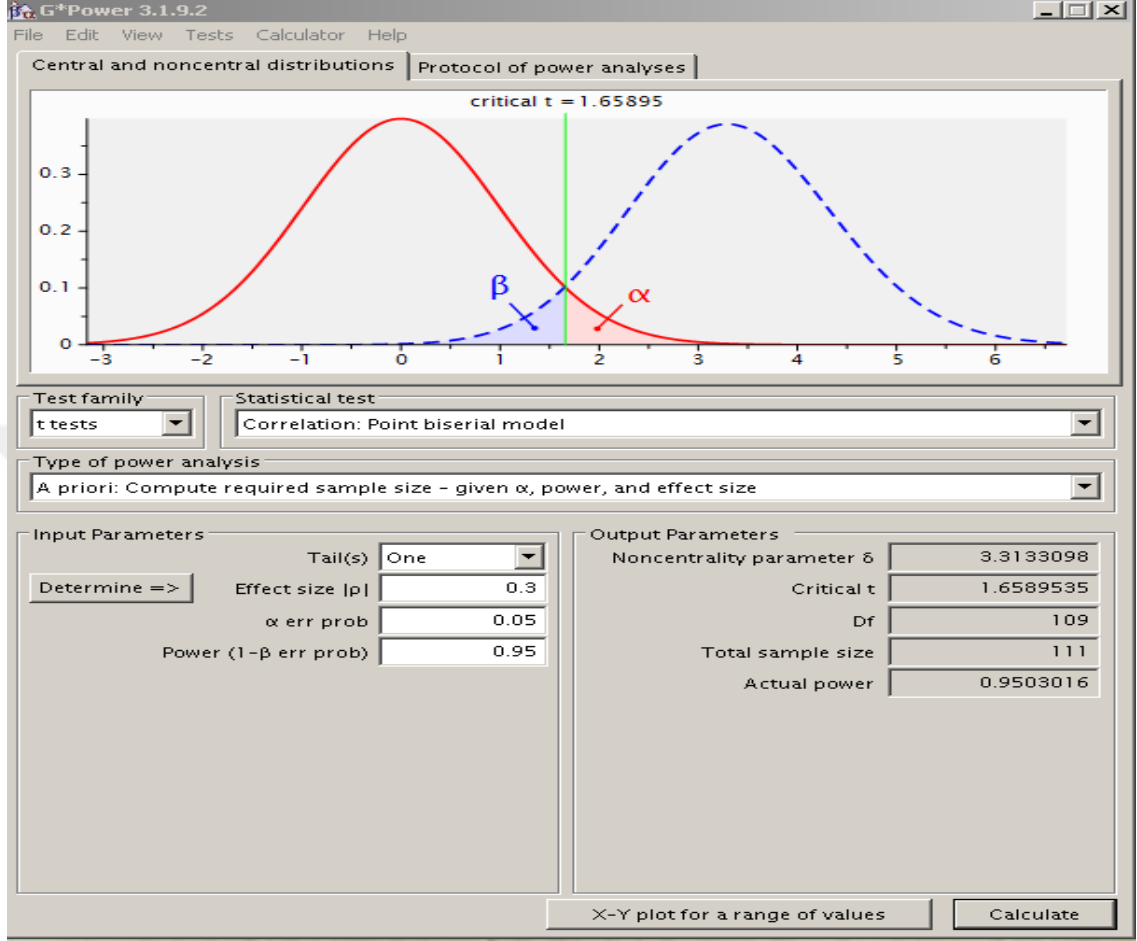 G*Power 3.1.9.2
File Edit View Tests Calculator Help
Central and noncentral distributions Protocol of power analyses
critical t = 1.65895
0.3
0.2
0.1
0
β
α
-3 -2 -1 0 1 2 3 4 5 6
Test family Statistical test
t tests Correlation: Point biserial model
Type of power analysis
A priori: Compute required sample size - given α, power, and effect size
Input Parameters
Tail(s) One
Determine => Effect size |ρ| 0.3
α err prob 0.05
Power (1-β err prob) 0.95
Output Parameters
Noncentrality parameter δ 3.3133098
Critical t 1.6589535
Df 109
Total sample size 111
Actual power 0.9503016
X-Y plot for a range of values Calculate